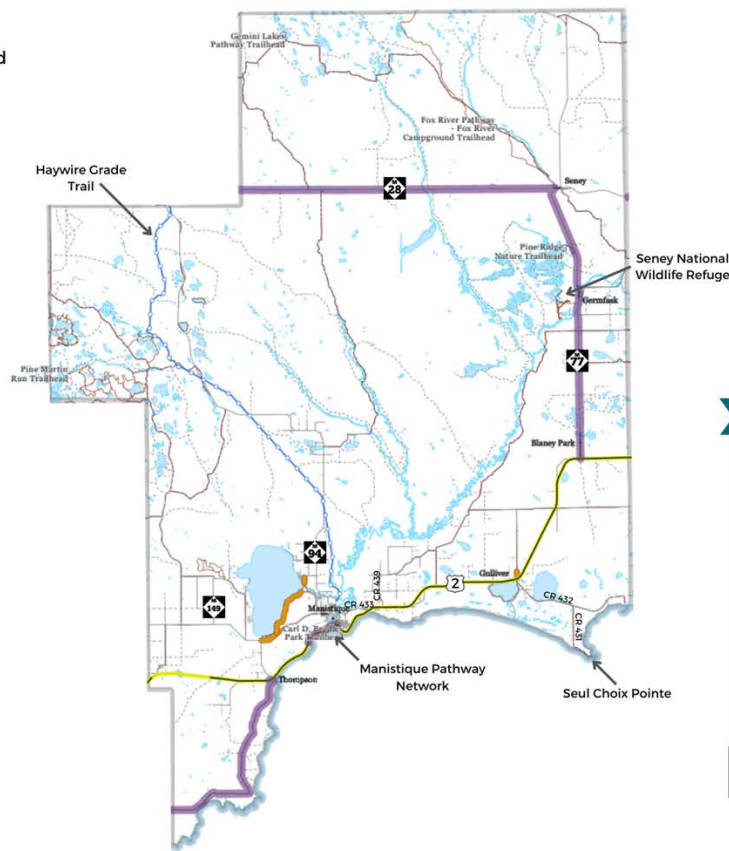 d
Gemini Lakes
Pathway Trailhead
Fox River Pathway
- Fox River
Campground Trailhead
Haywire Grade
Trail
M
28
Seney
Pine Ridge
Nature Trailhead
Seney National
Wildlife Refuge
Germfask
M
77
Pine Martin
Run Trailhead
Blaney Park
M
94
CR 439
2
Gulliver
M
149
CR 433
CR 432
Manistique
CR 431
Carl D.
Park Trailhead
Manistique Pathway
Network
Seul Choix Pointe
Thompson